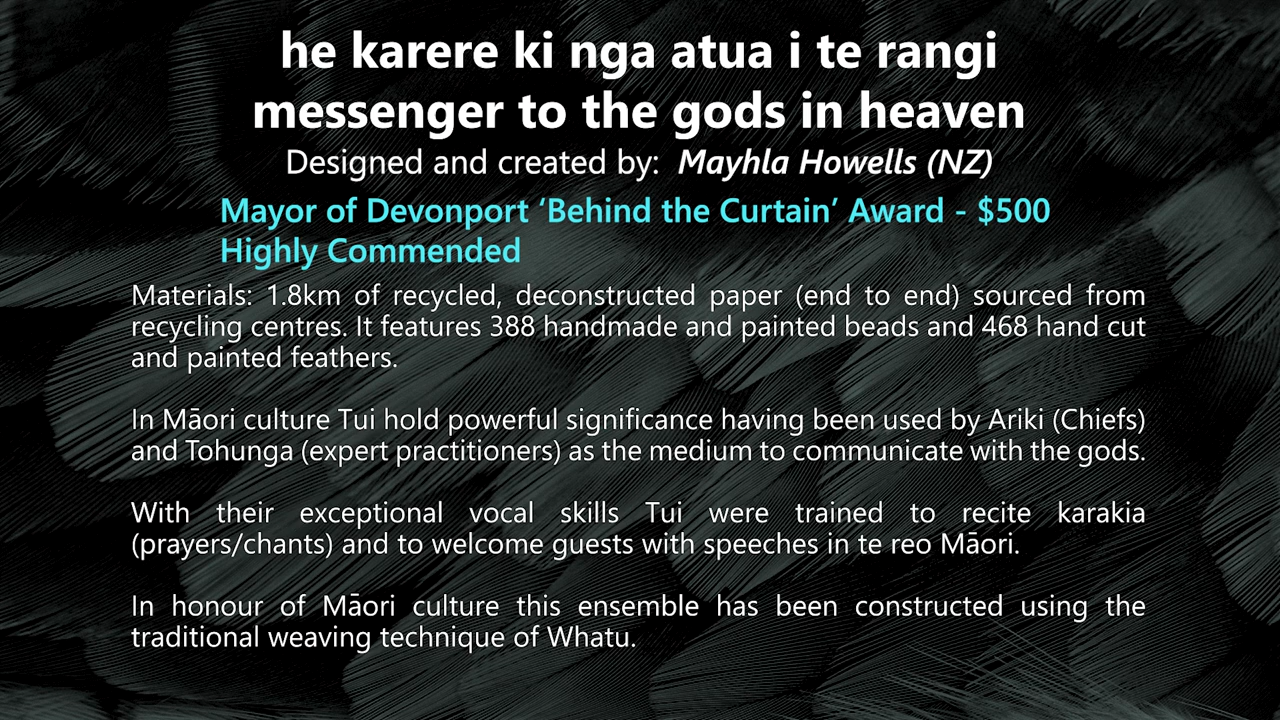 he karere ki nga atua i te rangi
messenger to the gods in heaven
Designed and created by: Mayhla Howells (NZ)
Mayor of Devonport ‘Behind the Curtain’ Award - $500
Highly Commended
Materials: 1.8km of recycled, deconstructed paper (end to end) sourced from
recycling centres. It features 388 handmade and painted beads and 468 hand cut
and painted feathers.
In Māori culture Tui hold powerful significance having been used by Ariki (Chiefs)
and Tohunga (expert practitioners) as the medium to communicate with the gods.
With their exceptional vocal skills Tui were trained to recite karakia
(prayers/chants) and to welcome guests with speeches in te reo Māori.
In honour of Māori culture this ensemble has been constructed using the
traditional weaving technique of Whatu.